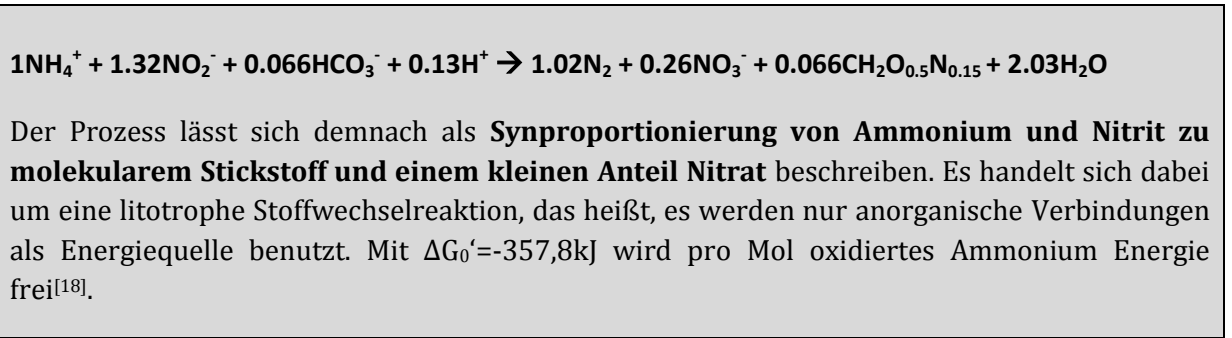 1NH₄⁺ + 1.32NO₂⁻ + 0.066HCO₃⁻ + 0.13H⁺ → 1.02N₂ + 0.26NO₃⁻ + 0.066CH₂O₀.₅N₀.₁₅ + 2.03H₂O
Der Prozess lässt sich demnach als Synproportionierung von Ammonium und Nitrit zu
molekularem Stickstoff und einem kleinen Anteil Nitrat beschreiben. Es handelt sich dabei
um eine litotrophe Stoffwechselreaktion, das heißt, es werden nur anorganische Verbindungen
als Energiequelle benutzt. Mit ΔG₀‘=-357,8kJ wird pro Mol oxidiertes Ammonium Energie
frei[18].